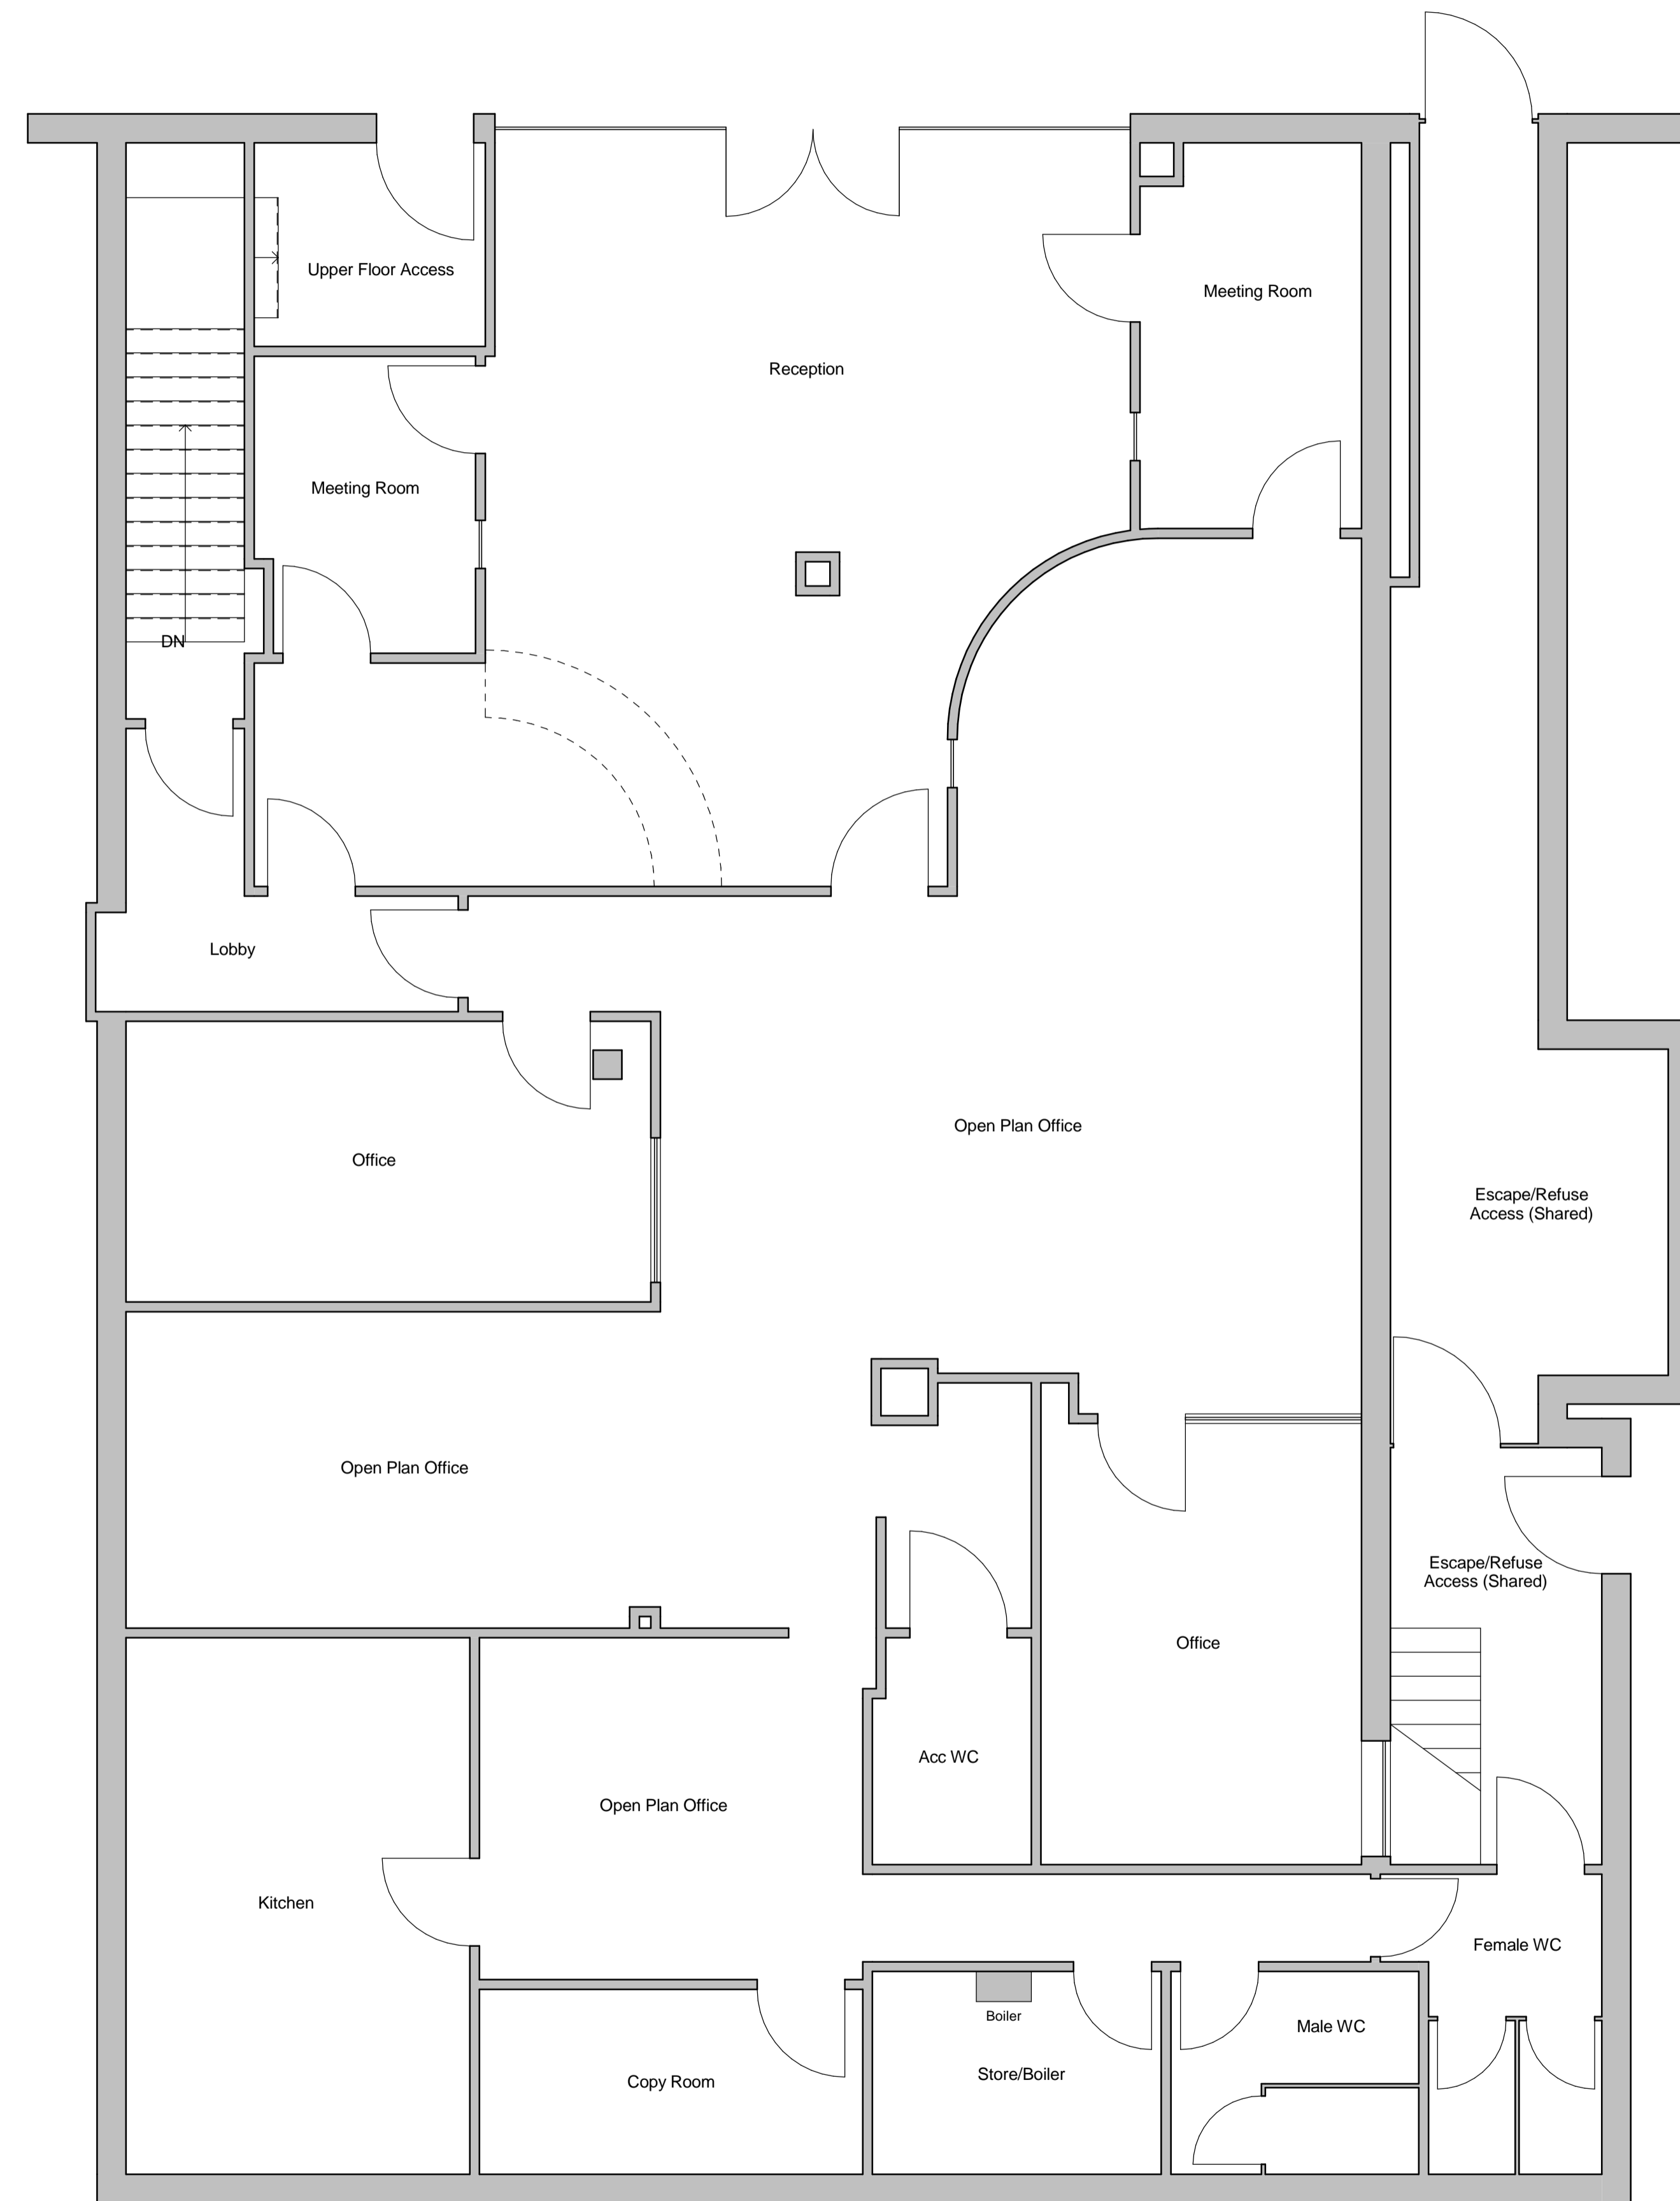 Upper Floor Access
Meeting Room
Reception
Meeting Room
DN
Lobby
Open Plan Office
Office
Escape/Refuse
Access (Shared)
Open Plan Office
Escape/Refuse
Access (Shared)
Office
Acc WC
Open Plan Office
Kitchen
Female WC
Boiler
Male WC
Store/Boiler
Copy Room